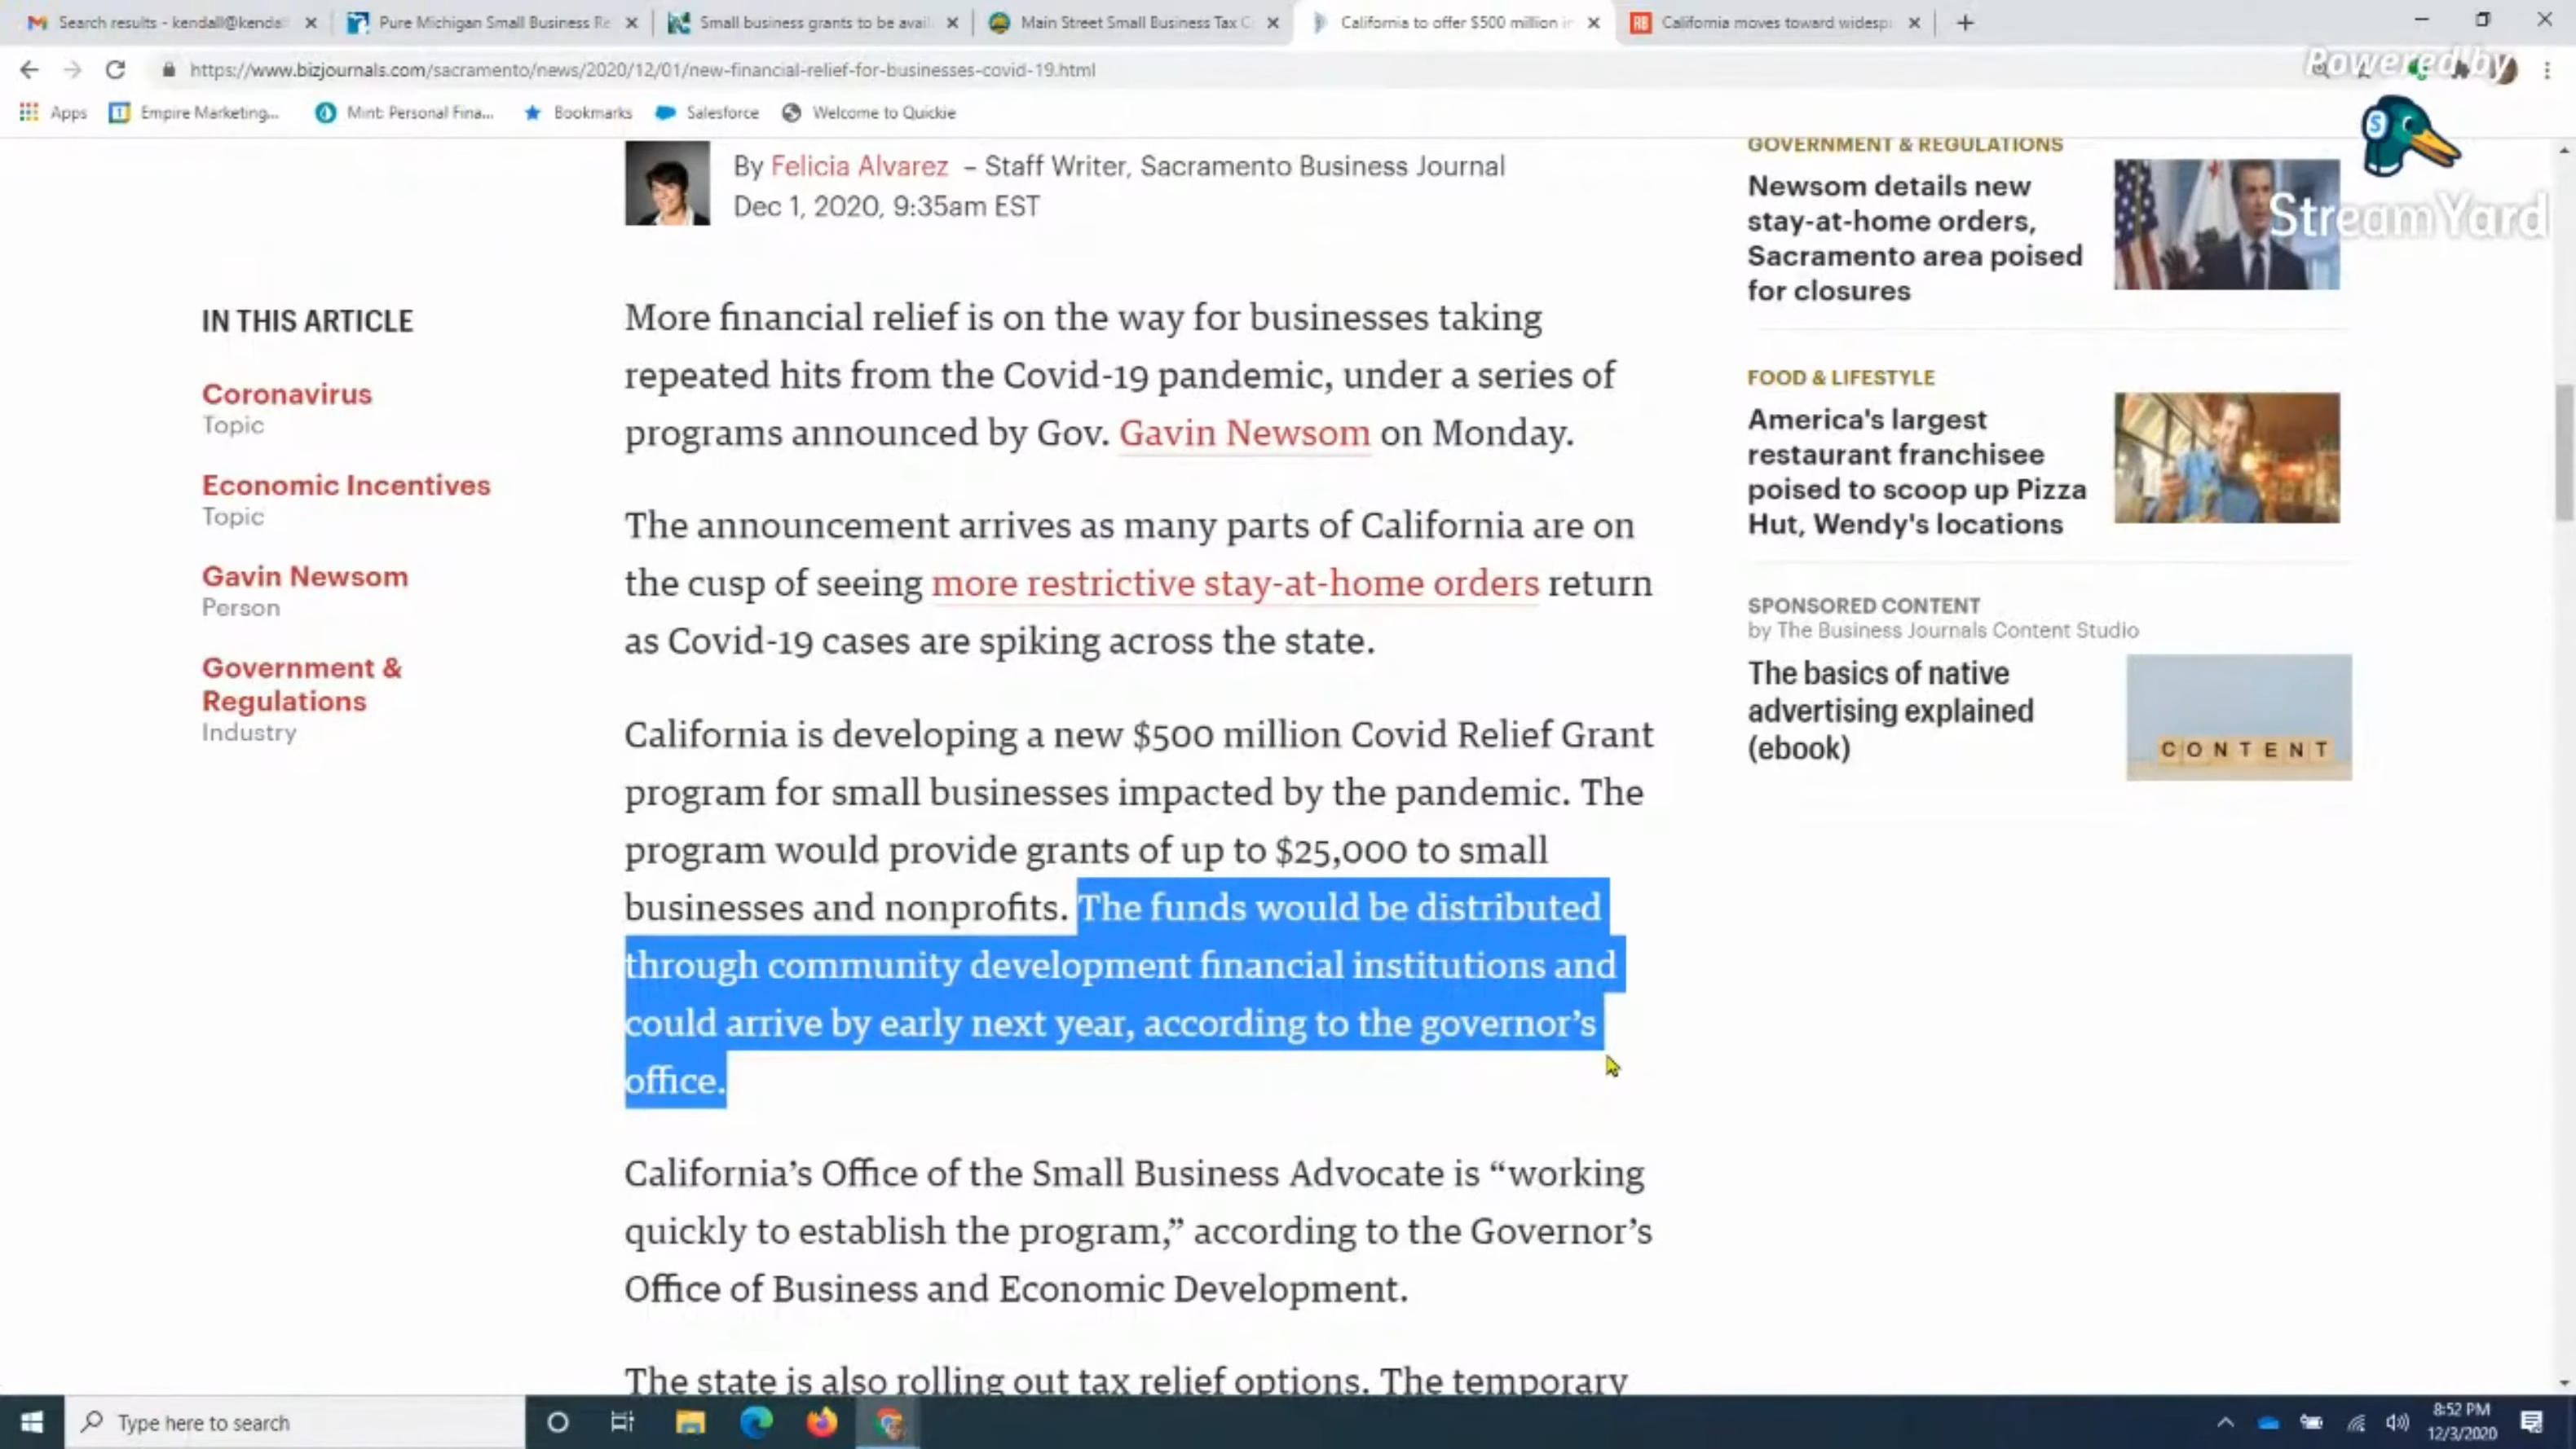 Search results - kendall@kendal
Pure Michigan Small Business Re
Small business grants to be avail
Main Street Small Business Tax C
California to offer $500 million in
RB California moves toward widesp
https://www.bizjournals.com/sacramento/news/2020/12/01/new-financial-relief-for-businesses-covid-19.html
Powered by
StreamYard
Apps
Empire Marketing...
Mint: Personal Fina...
Bookmarks
Salesforce
Welcome to Quickie
By Felicia Alvarez – Staff Writer, Sacramento Business Journal
Dec 1, 2020, 9:35am EST
IN THIS ARTICLE
Coronavirus
Topic
Economic Incentives
Topic
Gavin Newsom
Person
Government &
Regulations
Industry
More financial relief is on the way for businesses taking
repeated hits from the Covid-19 pandemic, under a series of
programs announced by Gov. Gavin Newsom on Monday.
The announcement arrives as many parts of California are on
the cusp of seeing more restrictive stay-at-home orders return
as Covid-19 cases are spiking across the state.
California is developing a new $500 million Covid Relief Grant
program for small businesses impacted by the pandemic. The
program would provide grants of up to $25,000 to small
businesses and nonprofits. The funds would be distributed
through community development financial institutions and
could arrive by early next year, according to the governor’s
office.
California’s Office of the Small Business Advocate is “working
quickly to establish the program,” according to the Governor’s
Office of Business and Economic Development.
The state is also rolling out tax relief options. The temporary
GOVERNMENT & REGULATIONS
Newsom details new
stay-at-home orders,
Sacramento area poised
for closures
FOOD & LIFESTYLE
America's largest
restaurant franchisee
poised to scoop up Pizza
Hut, Wendy's locations
SPONSORED CONTENT
by The Business Journals Content Studio
The basics of native
advertising explained
(ebook)
CONTENT
Type here to search
8:52 PM
12/3/2020